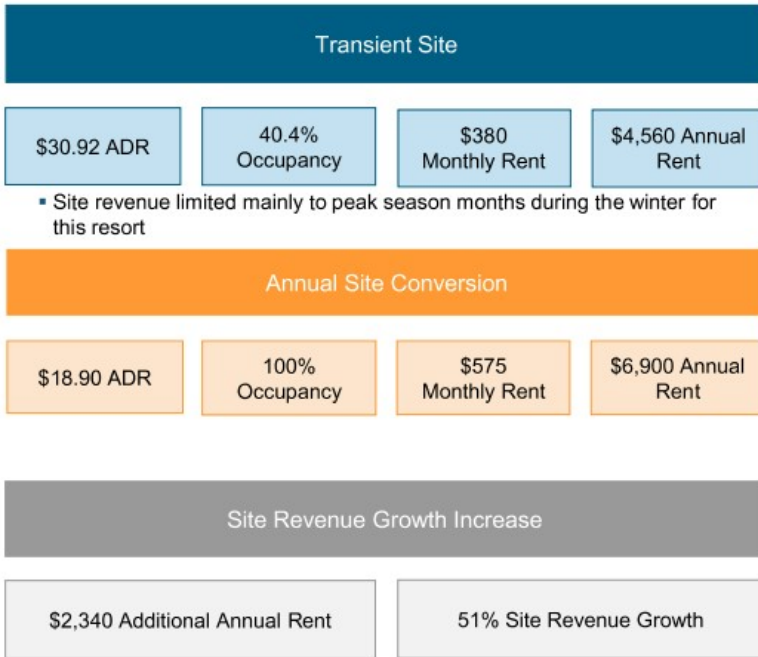 Transient Site
$30.92 ADR
40.4%
Occupancy
$380
Monthly Rent
$4,560 Annual
Rent
▪ Site revenue limited mainly to peak season months during the winter for
this resort
Annual Site Conversion
$18.90 ADR
100%
Occupancy
$575
Monthly Rent
$6,900 Annual
Rent
Site Revenue Growth Increase
$2,340 Additional Annual Rent
51% Site Revenue Growth